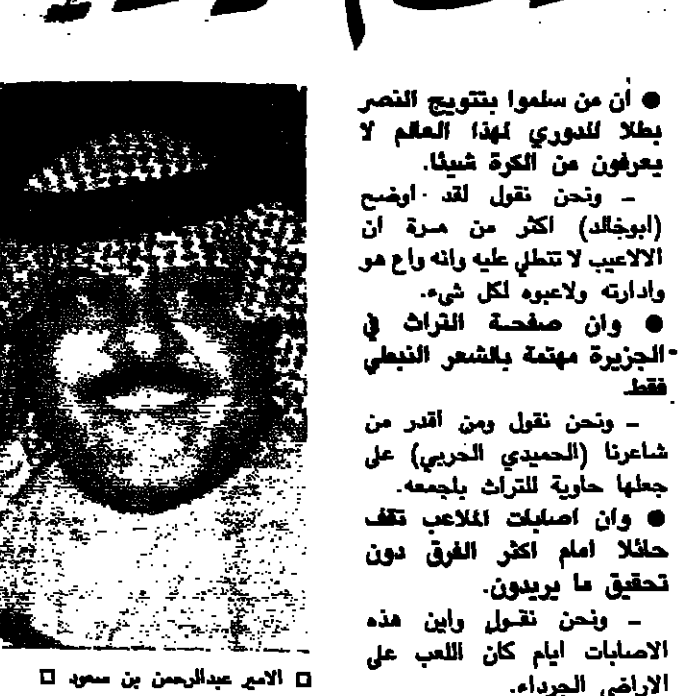 ● أن من سلموا بتتويج النصر
بطلا للدوري لهذا العالم لا
يعرفون من الكرة شيئا.
ـ ونحن نقول لقد اوضح
(ابوخالد) اكثر من مرة ان
الالاعيب لا تنطلي عليه وانه واع هو
وادارته ولاعبوه لكل شيء.
● وان صفحة التراث في
الجزيرة مهتمة بالشعر النبطي
فقط.
ـ ونحن نقول ومن أقدر من
شاعرنا (الحميدي الحربي) على
جعلها حاوية للتراث باجمعه.
● وان اصابات الملاعب تقف
حائلا امام اكثر الفرق دون
تحقيق ما يريدون.
ـ ونحن نقول واين هذه
الاصابات ايام كان اللعب على
الاراضي الجرداء.
□ الامير عبدالرحمن بن سعود □